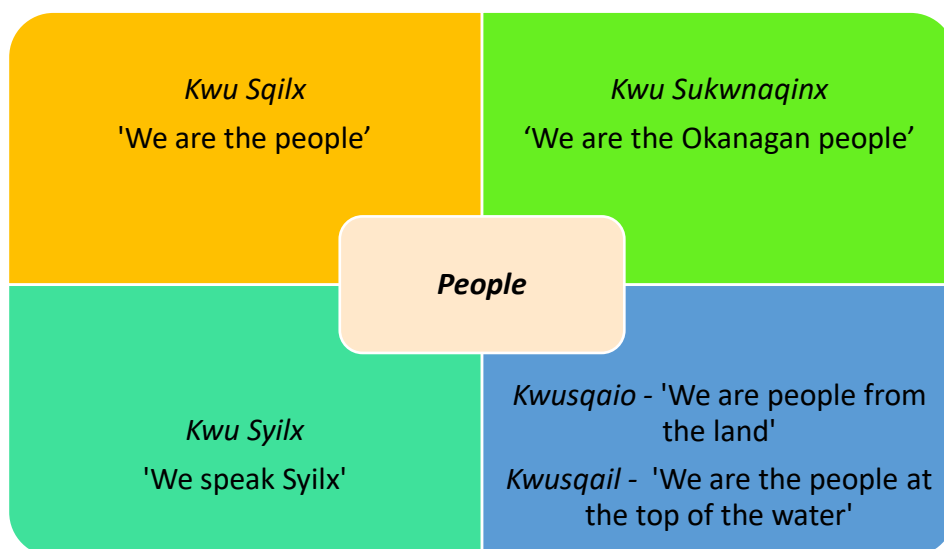 Kwu Sqilx
'We are the people’
Kwu Sukwnaqinx
‘We are the Okanagan people’
People
Kwu Syilx
'We speak Syilx'
Kwusqaio - 'We are people from
the land'
Kwusqail - 'We are the people at
the top of the water'